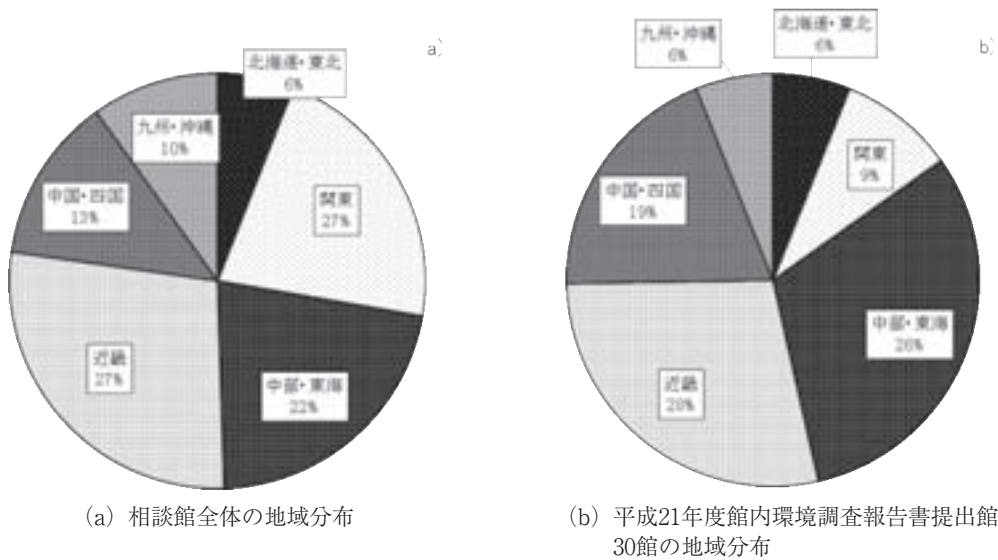 a)
北海道・東北
6%
関東
27%
中部・東海
22%
近畿
27%
中国・四国
13%
九州・沖縄
10%
(a) 相談館全体の地域分布
b)
北海道・東北
6%
関東
9%
中部・東海
26%
近畿
28%
中国・四国
19%
九州・沖縄
6%
(b) 平成21年度館内環境調査報告書提出館
30館の地域分布